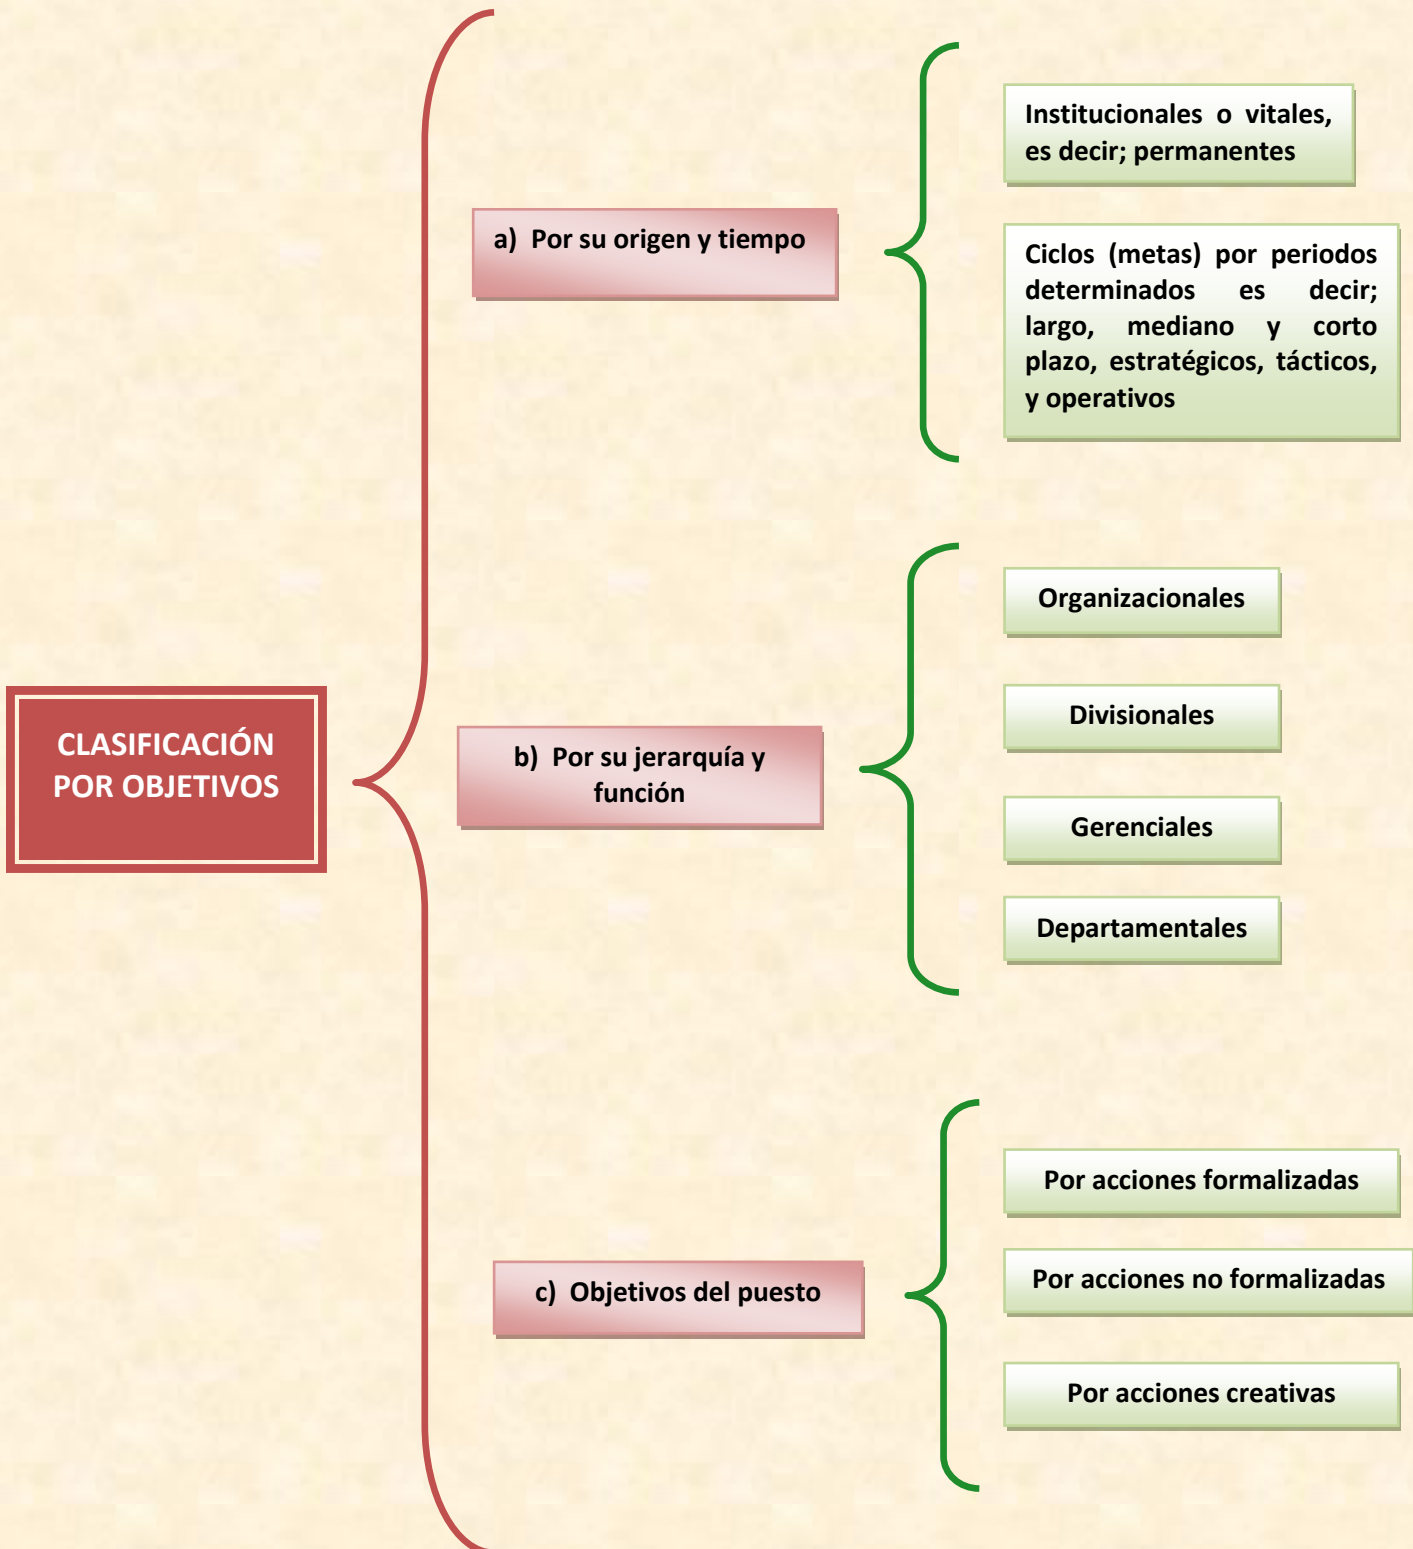 CLASIFICACIÓN
POR OBJETIVOS
a) Por su origen y tiempo
Institucionales o vitales,
es decir; permanentes
Ciclos (metas) por periodos
determinados es decir;
largo, mediano y corto
plazo, estratégicos, tácticos,
y operativos
b) Por su jerarquía y
función
Organizacionales
Divisionales
Gerenciales
Departamentales
c) Objetivos del puesto
Por acciones formalizadas
Por acciones no formalizadas
Por acciones creativas